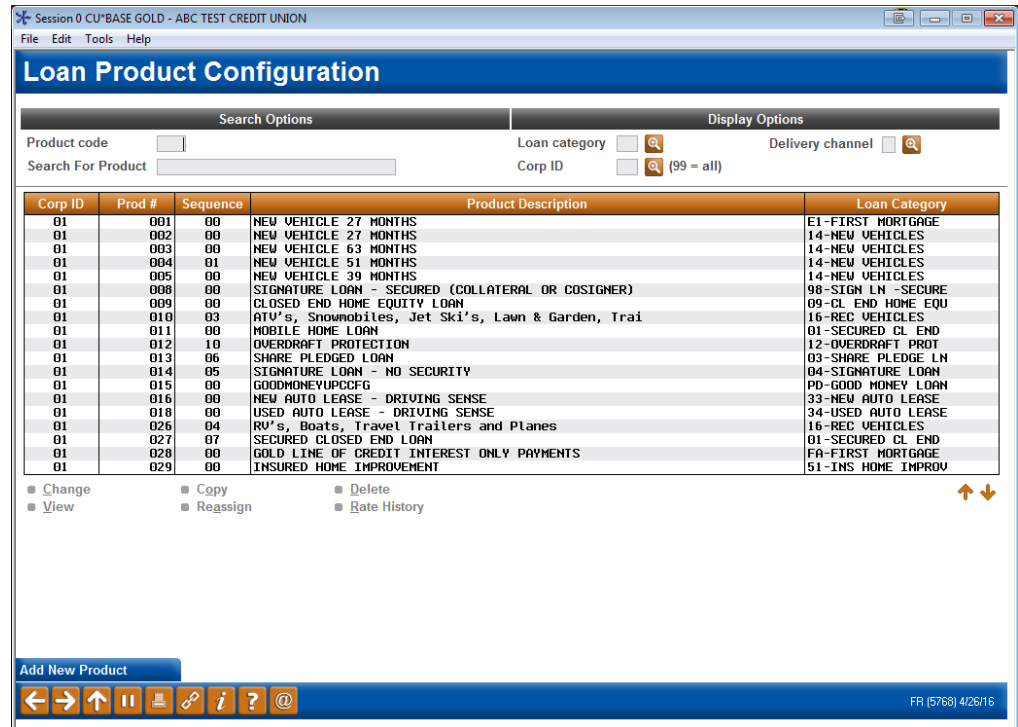 Session 0 CU*BASE GOLD - ABC TEST CREDIT UNION
File Edit Tools Help
Loan Product Configuration
Search Options Display Options
Product code Loan category Delivery channel
Search For Product Corp ID (99 = all)
Corp ID Prod # Sequence Product Description Loan Category
01 001 00 NEW VEHICLE 27 MONTHS E1-FIRST MORTGAGE
01 002 00 NEW VEHICLE 27 MONTHS 14-NEW VEHICLES
01 003 00 NEW VEHICLE 63 MONTHS 14-NEW VEHICLES
01 004 01 NEW VEHICLE 51 MONTHS 14-NEW VEHICLES
01 005 00 NEW VEHICLE 39 MONTHS 14-NEW VEHICLES
01 008 00 SIGNATURE LOAN - SECURED (COLLATERAL OR COSIGNER) 98-SIGN LN -SECURE
01 009 00 CLOSED END HOME EQUITY LOAN 09-CL END HOME EQU
01 010 03 ATV's, Snowmobiles, Jet Ski's, Lawn & Garden, Trai 16-REC VEHICLES
01 011 00 MOBILE HOME LOAN 01-SECURED CL END
01 012 10 OVERDRAFT PROTECTION 12-OVERDRAFT PROT
01 013 06 SHARE PLEDGED LOAN 03-SHARE PLEDGE LN
01 014 05 SIGNATURE LOAN - NO SECURITY 04-SIGNATURE LOAN
01 015 00 GOODMONEYUPCCFG PD-GOOD MONEY LOAN
01 016 00 NEW AUTO LEASE - DRIVING SENSE 33-NEW AUTO LEASE
01 018 00 USED AUTO LEASE - DRIVING SENSE 34-USED AUTO LEASE
01 026 04 RV's, Boats, Travel Trailers and Planes 16-REC VEHICLES
01 027 07 SECURED CLOSED END LOAN 01-SECURED CL END
01 028 00 GOLD LINE OF CREDIT INTEREST ONLY PAYMENTS FA-FIRST MORTGAGE
01 029 00 INSURED HOME IMPROVEMENT 51-INS HOME IMPROV
Change Copy Delete
View Reassign Rate History
Add New Product
i ? @ FR (5768) 4/26/16